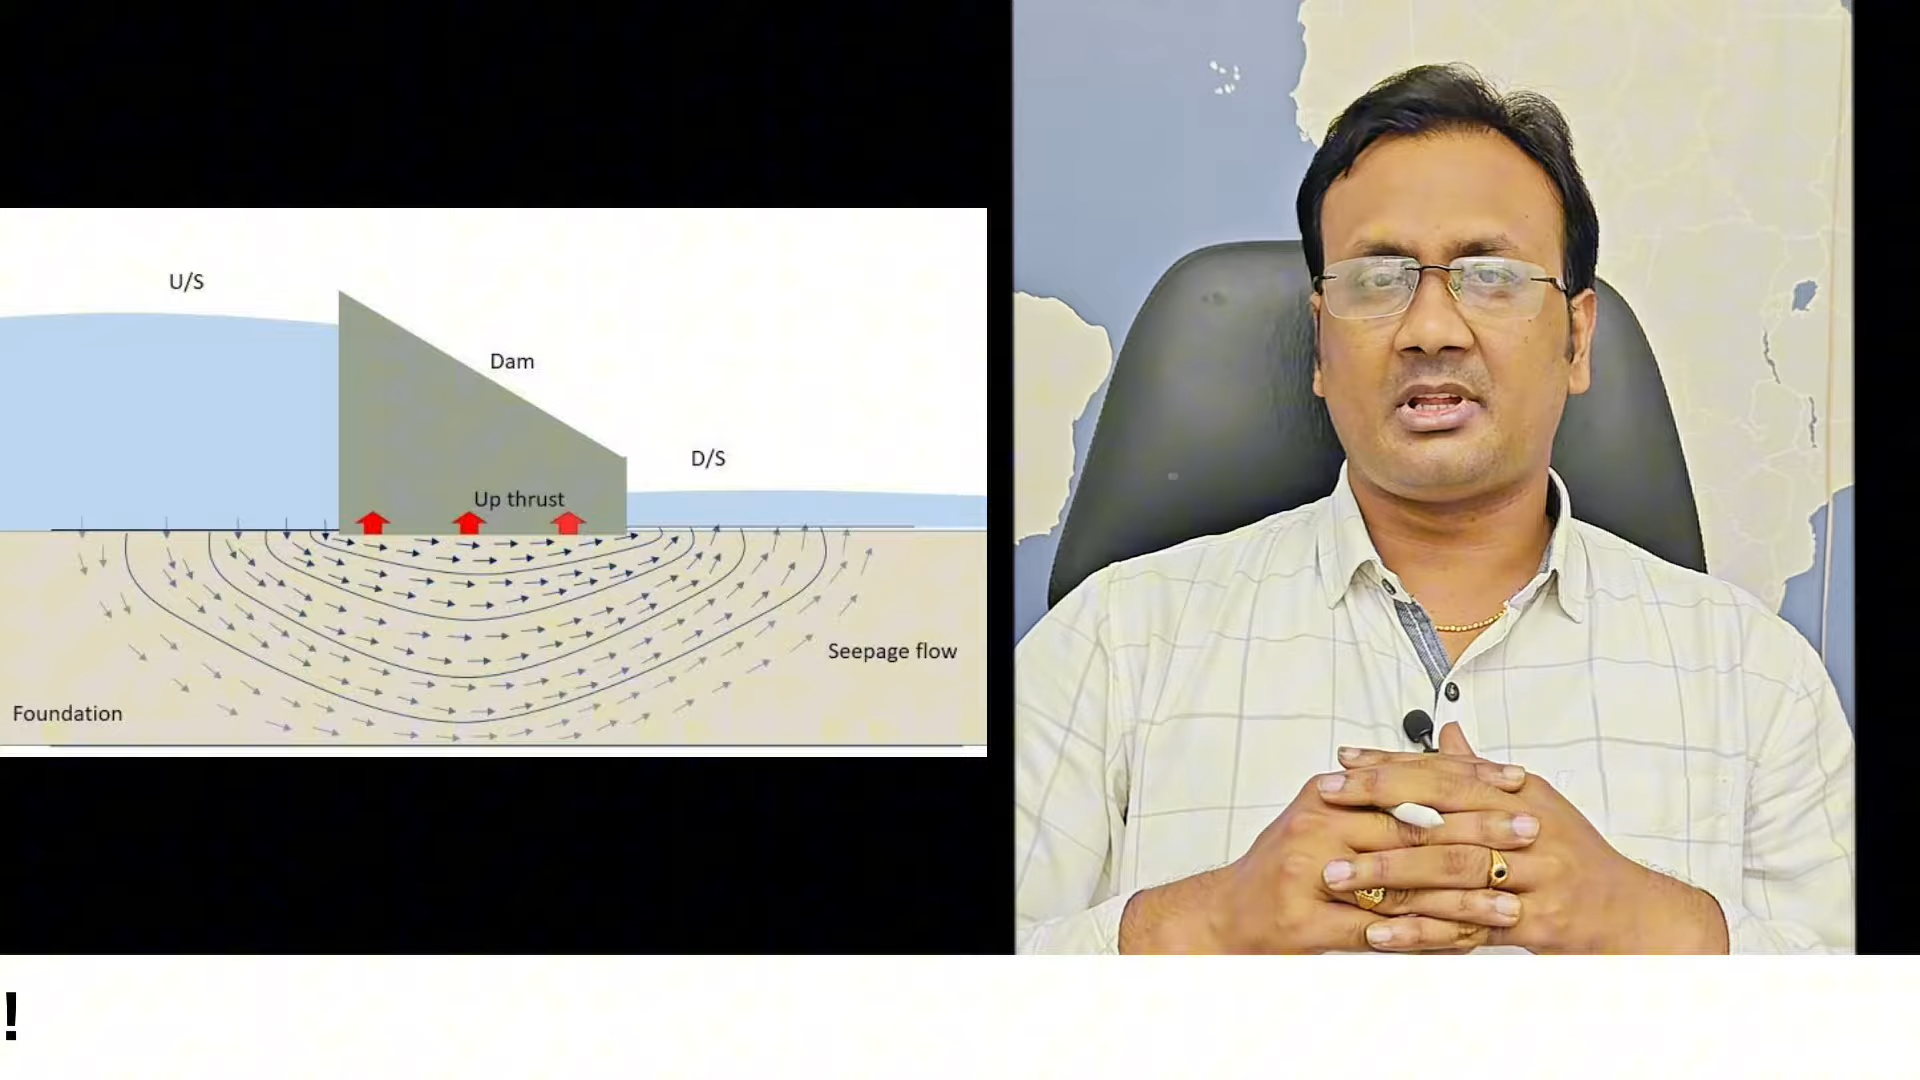 U/S
Dam
D/S
Up thrust
Seepage flow
Foundation
!